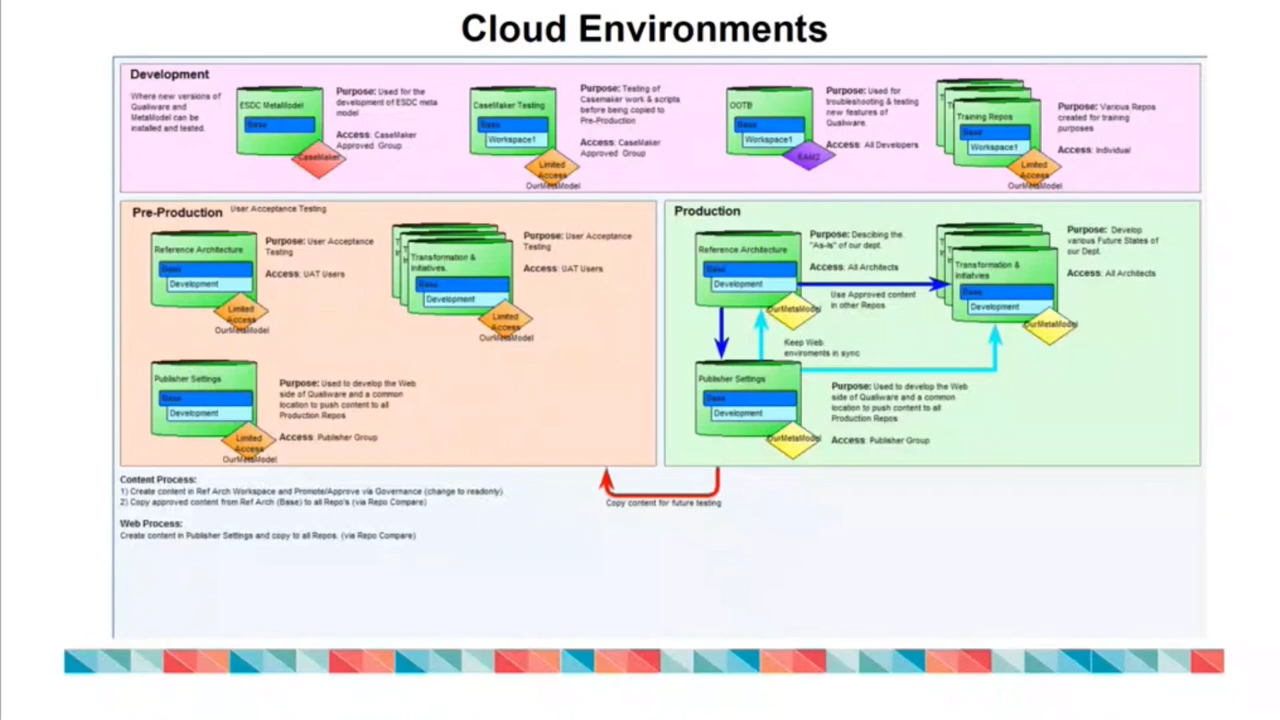 Cloud Environments
Development
Where new versions of
Qualiware and
MetaModel can be
installed and tested.
ESDC MetaModel
Base
CaseMaker
Purpose: Used for the
development of ESDC meta
model
Access: CaseMaker
Approved Group
CaseMaker Testing
Base
Workspace1
Limited
Access
OurMetaModel
Purpose: Testing of
Casemaker work & scripts
before being copied to
Pre-Production
Access: CaseMaker
Approved Group
OOTB
Base
Workspace1
EAM2
Purpose: Used for
troubleshooting & testing
new features of
Qualiware.
Access: All Developers
Training Repos
Base
Workspace1
Limited
Access
OurMetaModel
Purpose: Various Repos
created for training
purposes
Access: Individual
Pre-Production
User Acceptance Testing
Reference Architecture
Base
Development
Limited
Access
OurMetaModel
Purpose: User Acceptance
Testing
Access: UAT Users
Transformation &
Initiatives.
Base
Development
Limited
Access
OurMetaModel
Purpose: User Acceptance
Testing
Access: UAT Users
Publisher Settings
Base
Development
Limited
Access
OurMetaModel
Purpose: Used to develop the Web
side of Qualiware and a common
location to push content to all
Production Repos
Access: Publisher Group
Production
Reference Architecture
Base
Development
OurMetaModel
Purpose: Descibing the
"As-Is" of our dept.
Access: All Architects
Use Approved content
in other Repos
Transformation &
Initiatives
Base
Development
OurMetaModel
Purpose: Develop
various Future States of
our Dept.
Access: All Architects
Keep Web
enviroments in sync
Publisher Settings
Base
Development
OurMetaModel
Purpose: Used to develop the Web
side of Qualiware and a common
location to push content to all
Production Repos
Access: Publisher Group
Content Process:
1) Create content in Ref Arch Workspace and Promote/Approve via Governance (change to readonly)
2) Copy approved content from Ref Arch (Base) to all Repo's (via Repo Compare)
Copy content for future testing
Web Process:
Create content in Publisher Settings and copy to all Repos. (via Repo Compare)